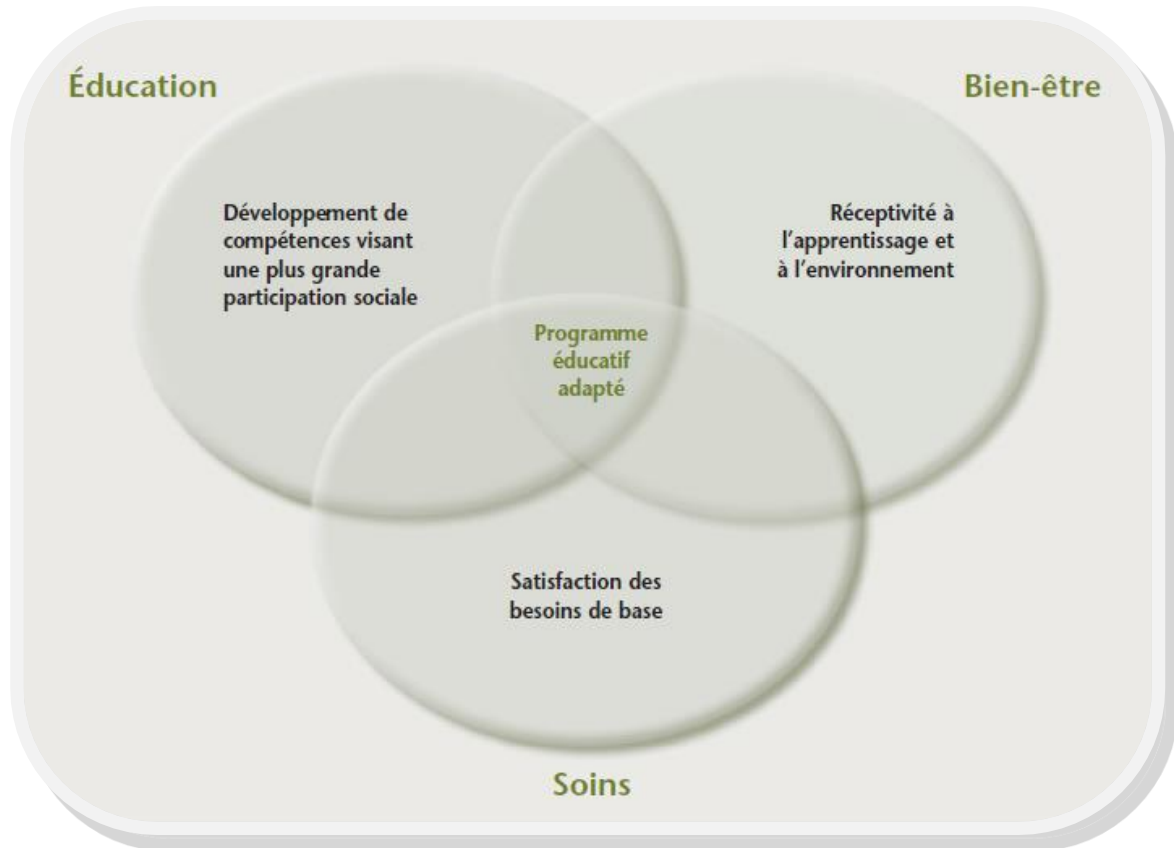 Éducation
Bien-être
Développement de
compétences visant
une plus grande
participation sociale
Réceptivité à
l'apprentissage et
à l'environnement
Programme
éducatif
adapté
Satisfaction des
besoins de base
Soins